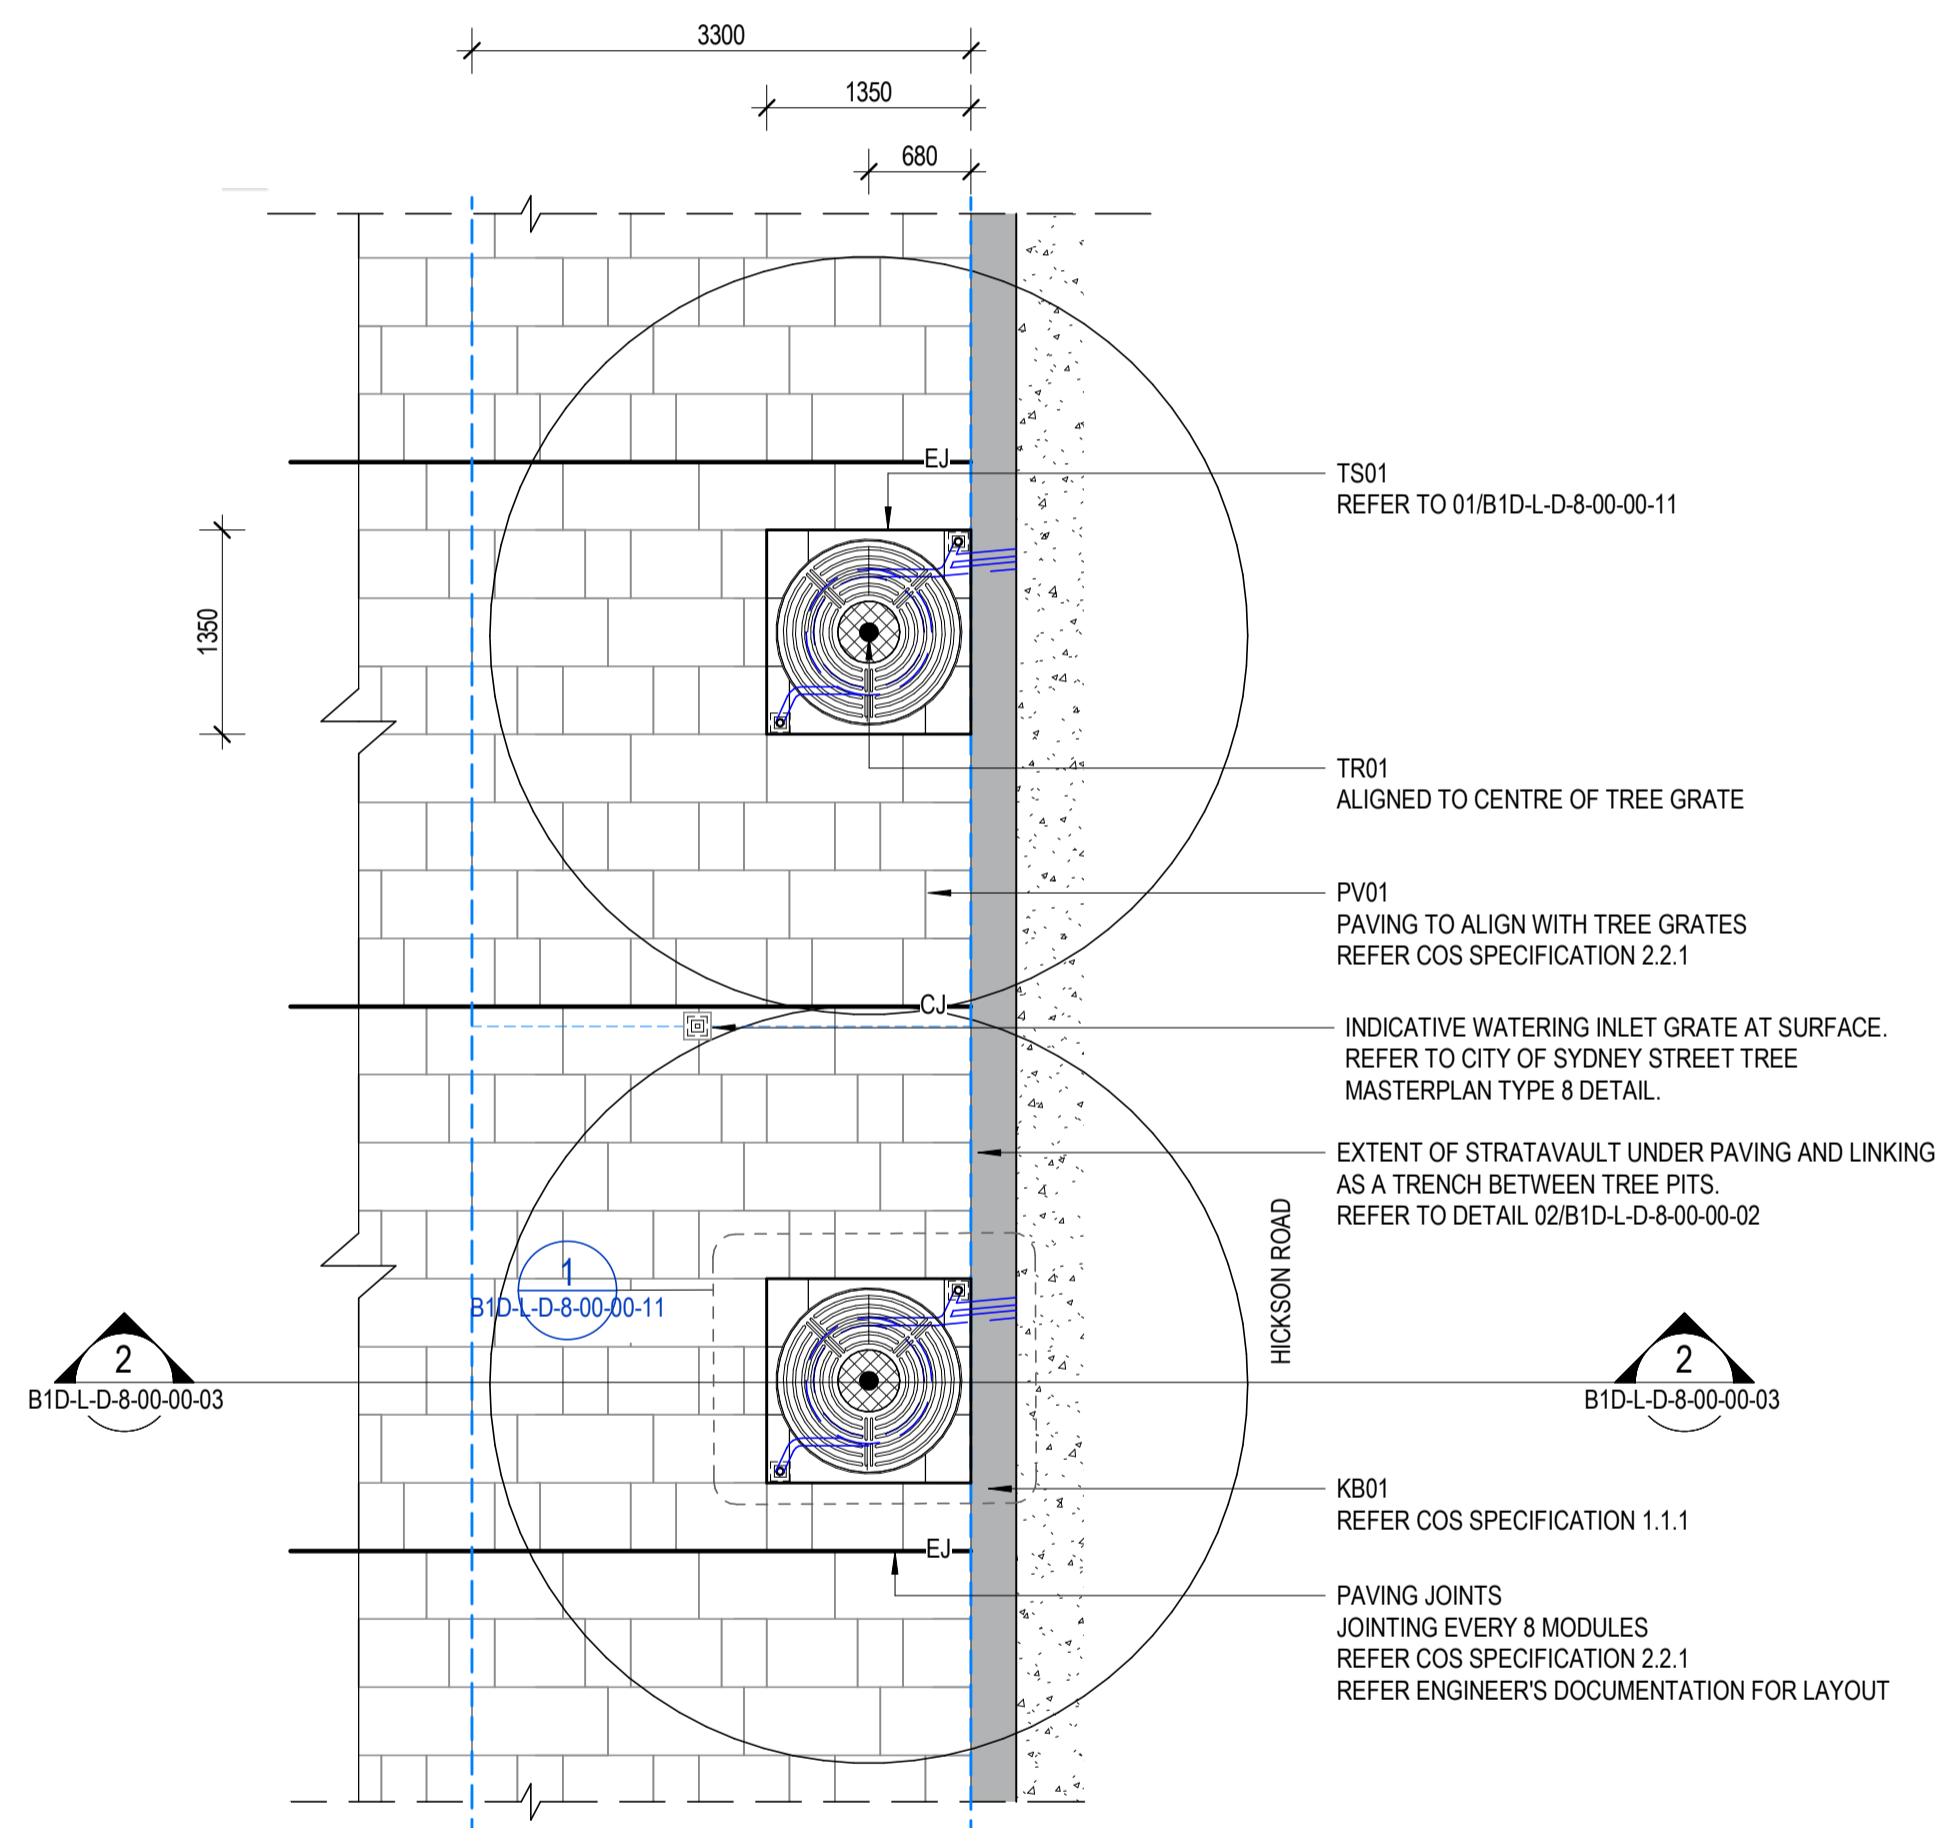 3300
1350
680
EJ
TS01
REFER TO 01/B1D-L-D-8-00-00-11
1350
TR01
ALIGNED TO CENTRE OF TREE GRATE
PV01
PAVING TO ALIGN WITH TREE GRATES
REFER COS SPECIFICATION 2.2.1
CJ
INDICATIVE WATERING INLET GRATE AT SURFACE.
REFER TO CITY OF SYDNEY STREET TREE
MASTERPLAN TYPE 8 DETAIL.
EXTENT OF STRATAVAULT UNDER PAVING AND LINKING
AS A TRENCH BETWEEN TREE PITS.
REFER TO DETAIL 02/B1D-L-D-8-00-00-02
HICKSON ROAD
1
B1D-L-D-8-00-00-11
2
B1D-L-D-8-00-00-03
2
B1D-L-D-8-00-00-03
KB01
REFER COS SPECIFICATION 1.1.1
EJ
PAVING JOINTS
JOINTING EVERY 8 MODULES
REFER COS SPECIFICATION 2.2.1
REFER ENGINEER'S DOCUMENTATION FOR LAYOUT